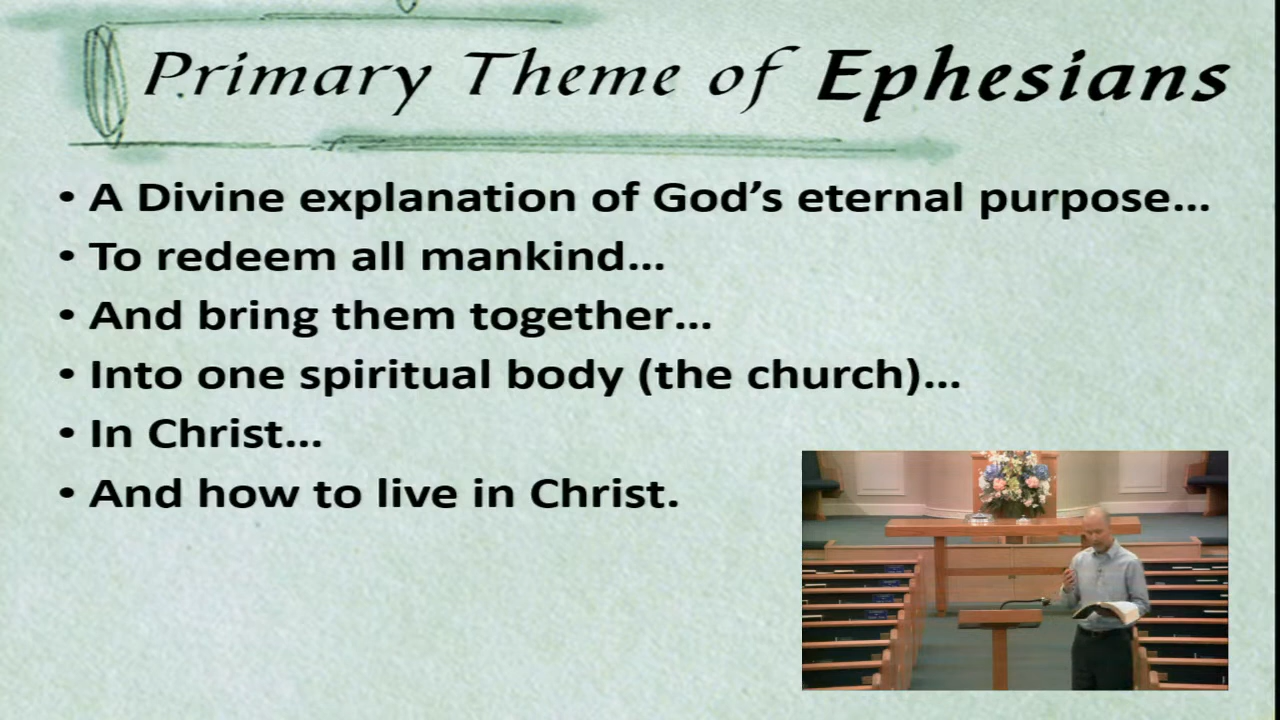 Primary Theme of Ephesians
• A Divine explanation of God’s eternal purpose...
• To redeem all mankind...
• And bring them together...
• Into one spiritual body (the church)...
• In Christ...
• And how to live in Christ.